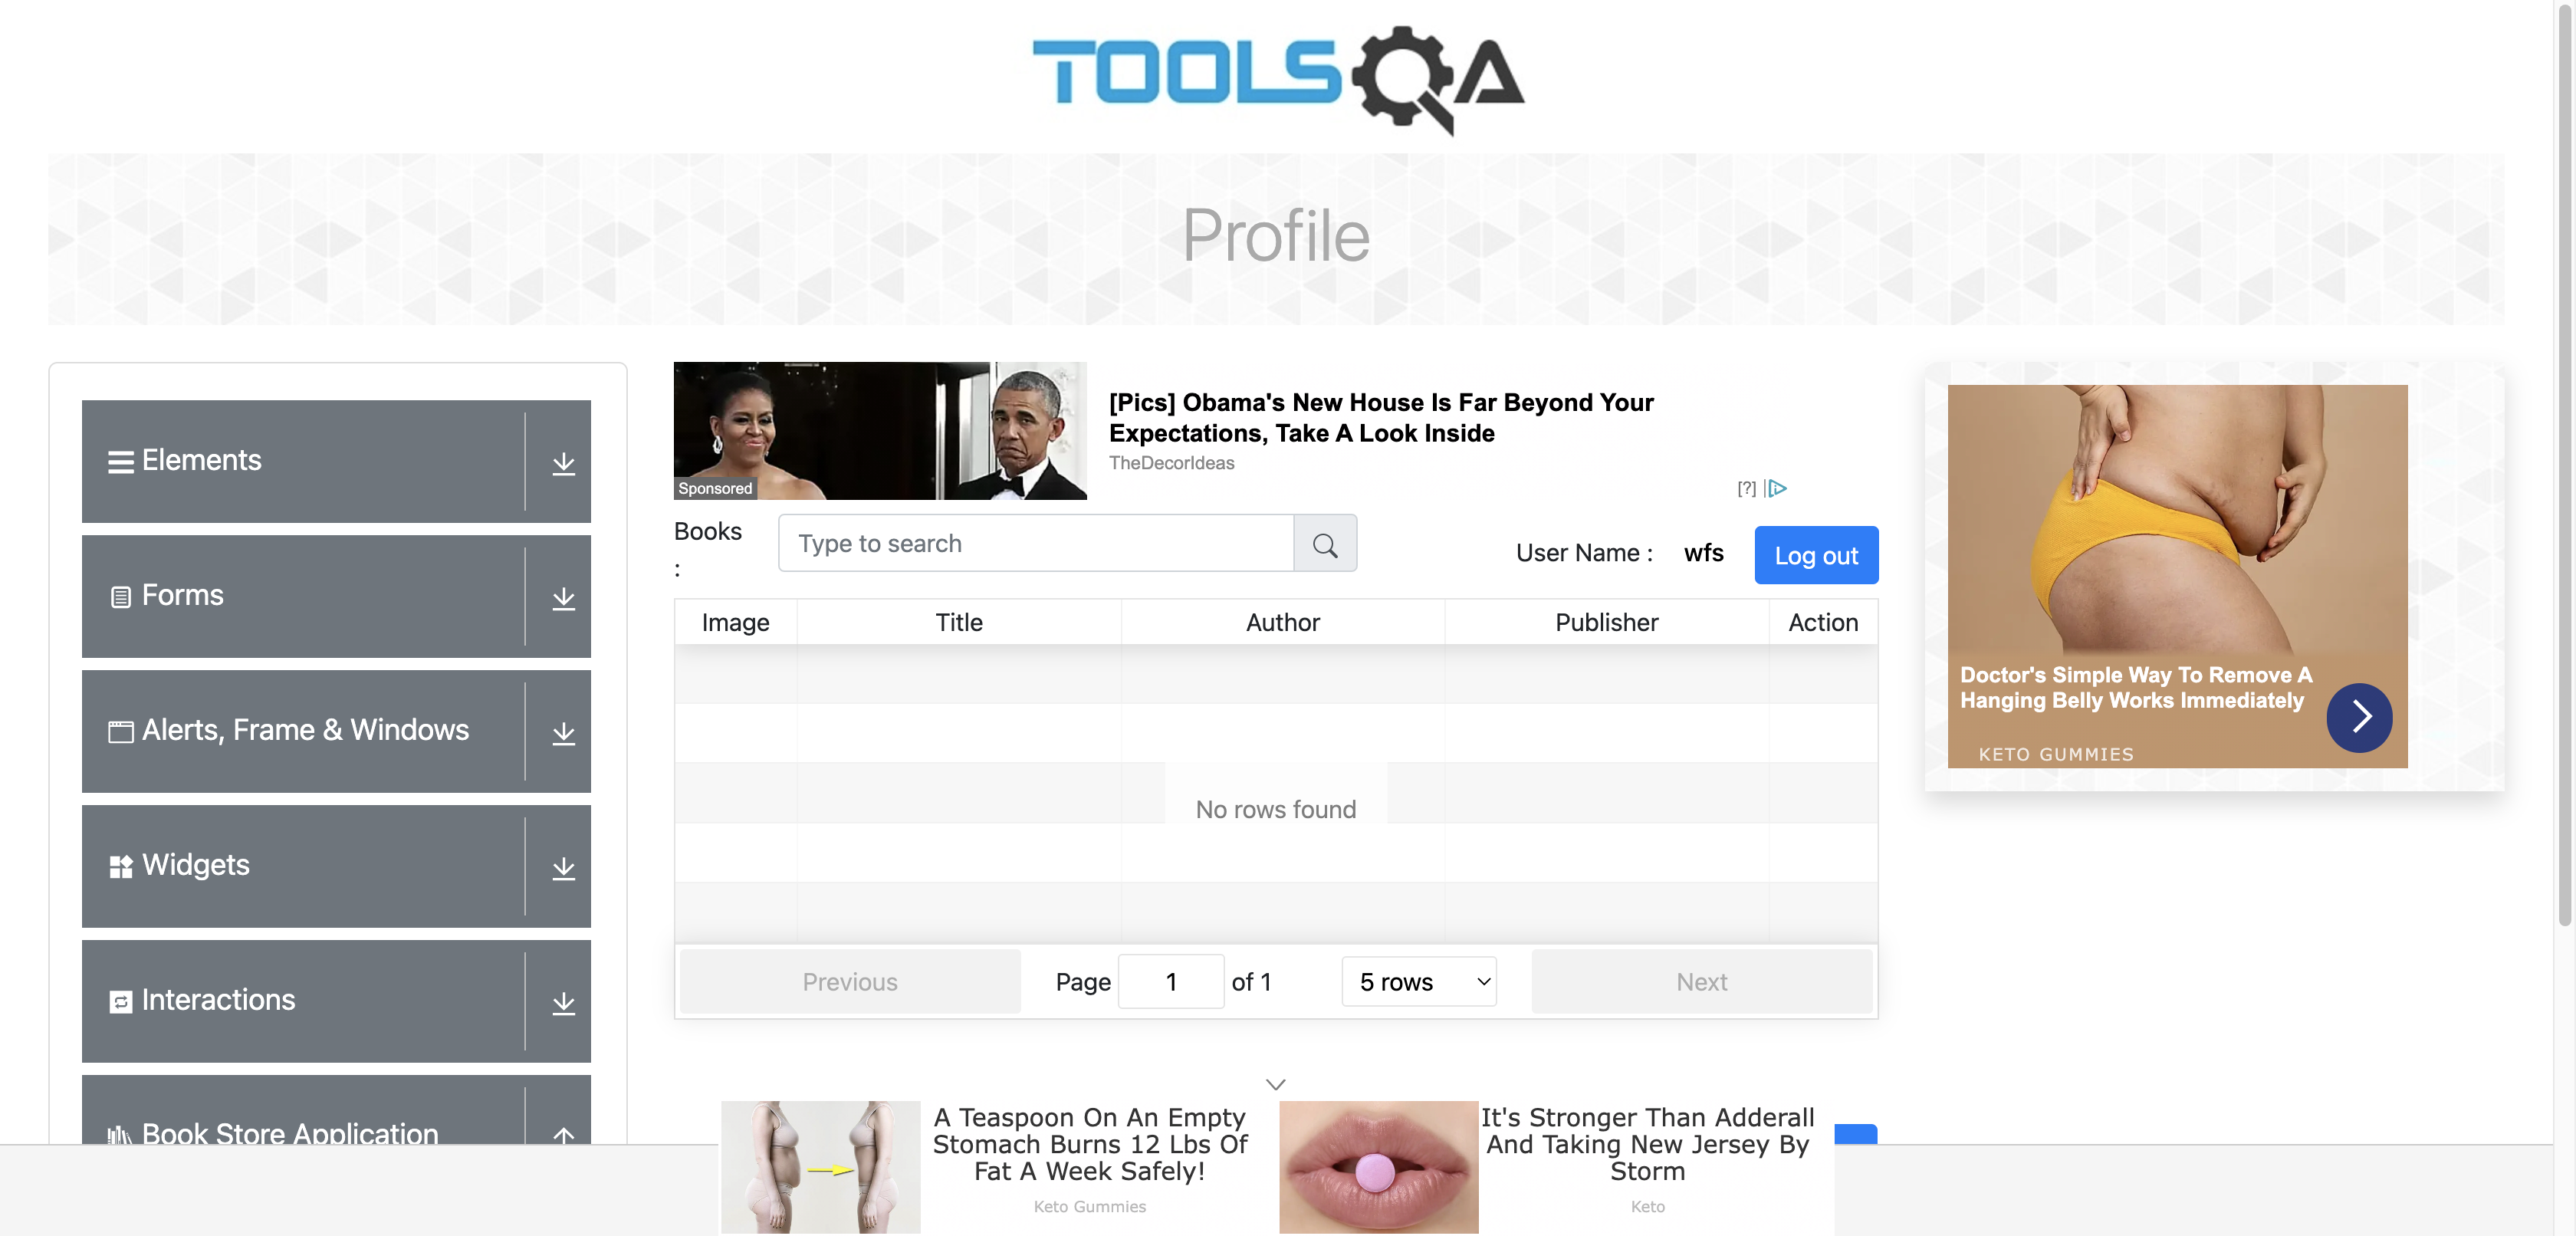 TOOLSQA
Profile
Elements
Forms
Alerts, Frame & Windows
Widgets
Interactions
Book Store Application
Sponsored
[Pics] Obama's New House Is Far Beyond Your
Expectations, Take A Look Inside
TheDecorIdeas
[?]
Books
:
Type to search
User Name :
wfs
Log out
Image
Title
Author
Publisher
Action
No rows found
Previous
Page
1
of 1
5 rows
Next
Doctor's Simple Way To Remove A
Hanging Belly Works Immediately
KETO GUMMIES
A Teaspoon On An Empty
Stomach Burns 12 Lbs Of
Fat A Week Safely!
Keto Gummies
It's Stronger Than Adderall
And Taking New Jersey By
Storm
Keto